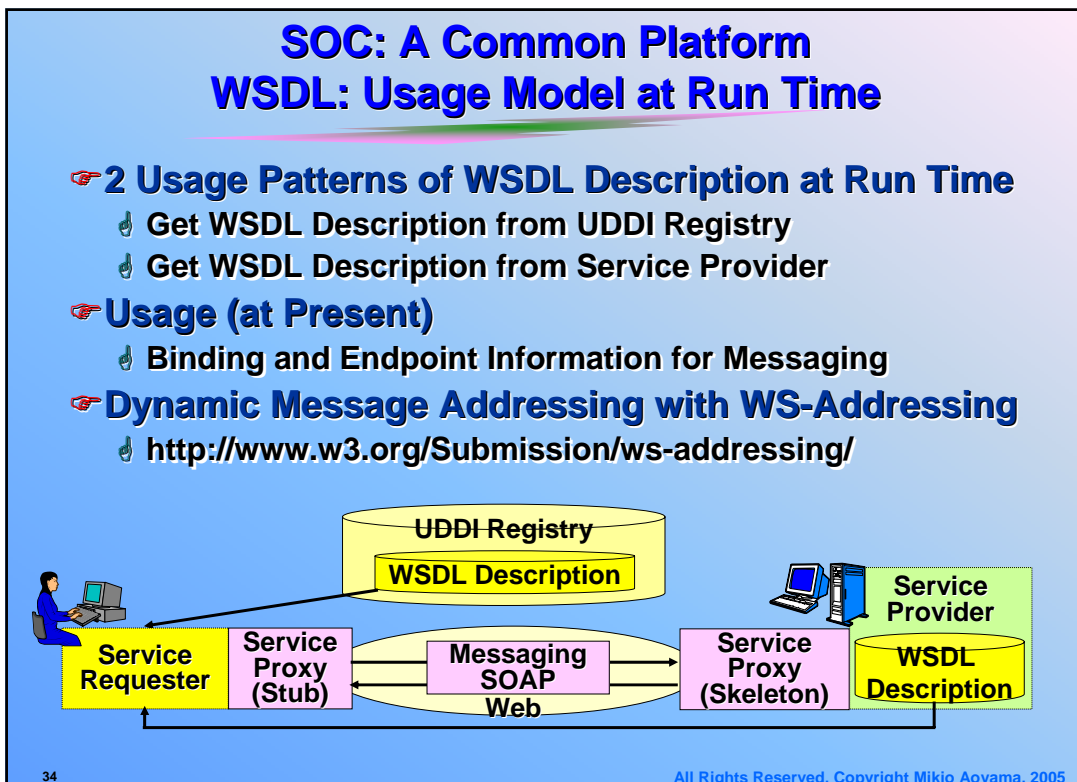 SOC: A Common Platform
WSDL: Usage Model at Run Time
2 Usage Patterns of WSDL Description at Run Time
Get WSDL Description from UDDI Registry
Get WSDL Description from Service Provider
Usage (at Present)
Binding and Endpoint Information for Messaging
Dynamic Message Addressing with WS-Addressing
http://www.w3.org/Submission/ws-addressing/
UDDI Registry
WSDL Description
Service
Provider
Service
Requester
Service
Proxy
(Stub)
Messaging
SOAP
Web
Service
Proxy
(Skeleton)
WSDL
Description
34
All Rights Reserved, Copyright Mikio Aoyama, 2005